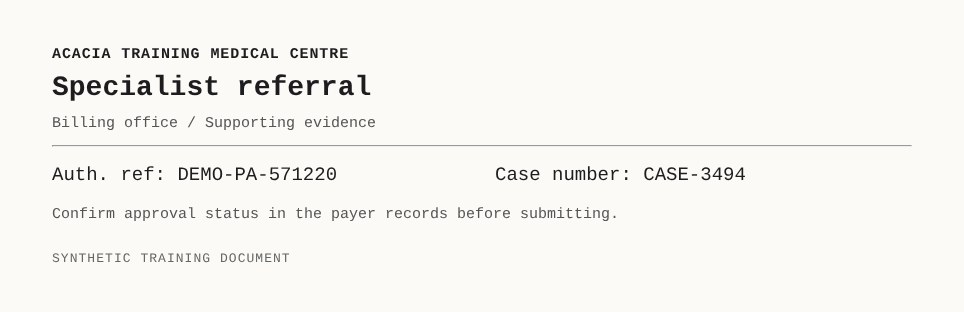 ACACIA TRAINING MEDICAL CENTRE
Specialist referral
Billing office / Supporting evidence
Auth. ref: DEMO-PA-571220 Case number: CASE-3494
Confirm approval status in the payer records before submitting.
SYNTHETIC TRAINING DOCUMENT